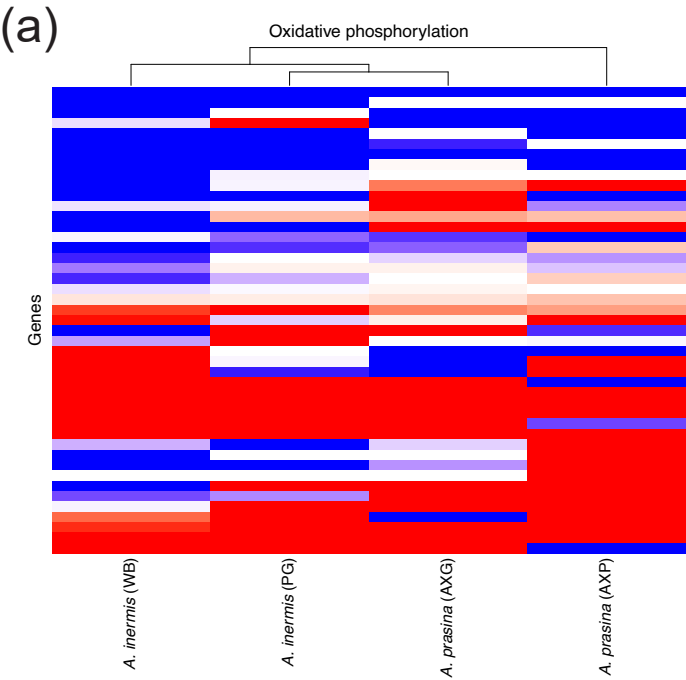 (a)
Oxidative phosphorylation
Genes
A. inermis (WB)
A. inermis (PG)
A. prasina (AXG)
A. prasina (AXP)